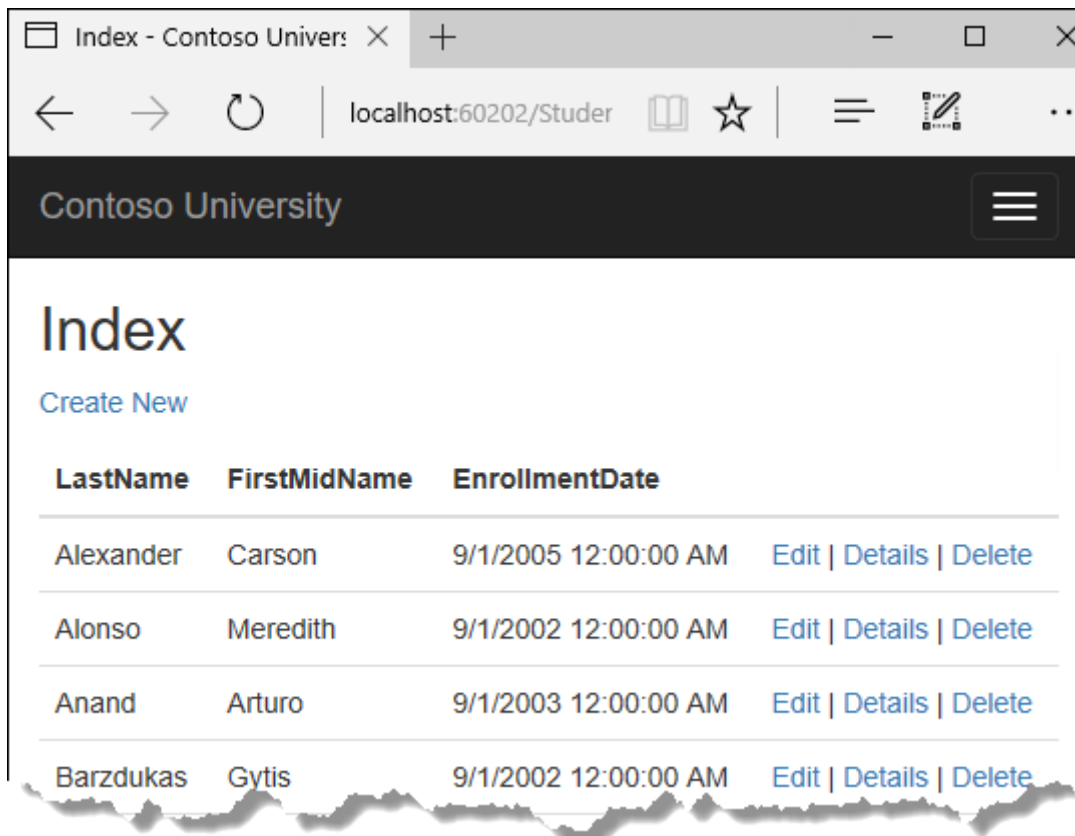 Index - Contoso Univers
localhost:60202/Studer
Contoso University
Index
Create New
LastName FirstMidName EnrollmentDate
Alexander Carson 9/1/2005 12:00:00 AM Edit | Details | Delete
Alonso Meredith 9/1/2002 12:00:00 AM Edit | Details | Delete
Anand Arturo 9/1/2003 12:00:00 AM Edit | Details | Delete
Barzdukas Gytis 9/1/2002 12:00:00 AM Edit | Details | Delete